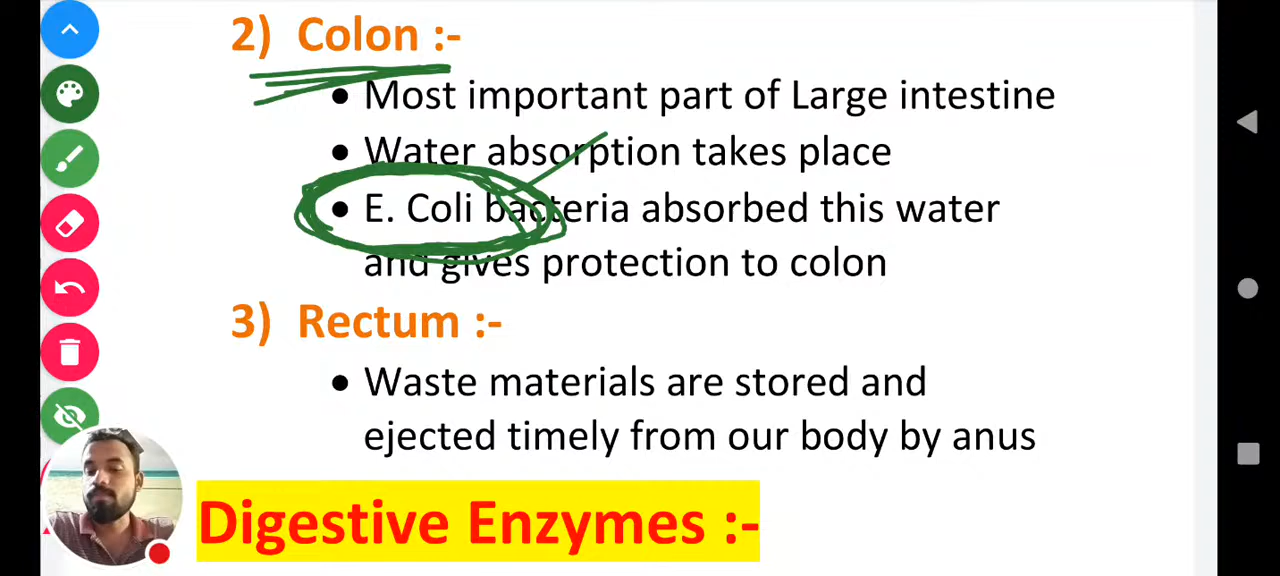 2) Colon :-
• Most important part of Large intestine
• Water absorption takes place
• E. Coli bacteria absorbed this water
and gives protection to colon
3) Rectum :-
• Waste materials are stored and
ejected timely from our body by anus
Digestive Enzymes :-